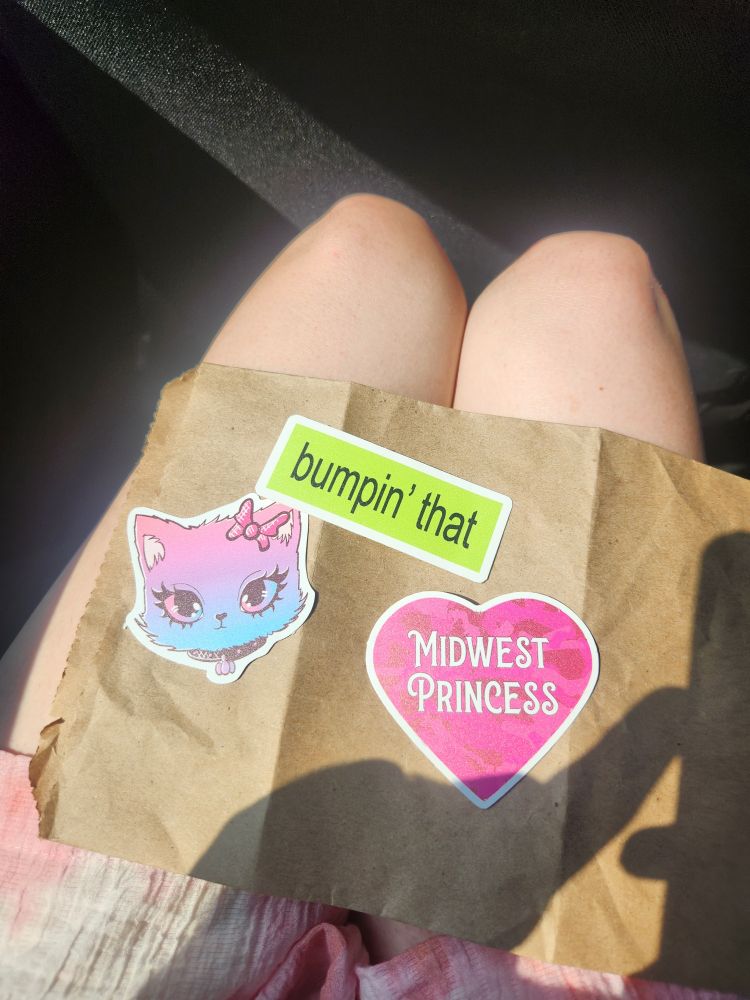 bumpin' that
Midwest
Princess